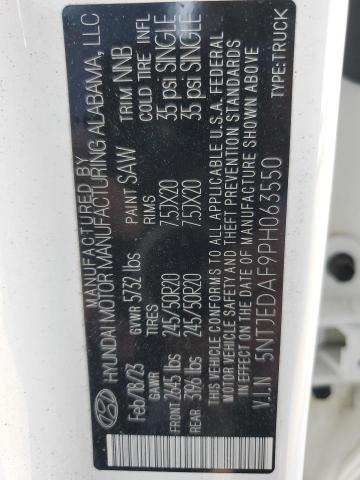 MANUFACTURED BY
HYUNDAI MOTOR MANUFACTURING ALABAMA, LLC
Feb/18/23 GVWR 5732 lbs PAINT SAW TRIM NNB
GAWR TIRES RIMS COLD TIRE INFL
FRONT 2645 lbs 245/50R20 7.5JX20 35 psi SINGLE
REAR 3196 lbs 245/50R20 7.5JX20 35 psi SINGLE
THIS VEHICLE CONFORMS TO ALL APPLICABLE U.S.A. FEDERAL
MOTOR VEHICLE SAFETY AND THEFT PREVENTION STANDARDS
IN EFFECT ON THE DATE OF MANUFACTURE SHOWN ABOVE
V.I.N 5NTJEDAF9PH063550 TYPE:TRUCK